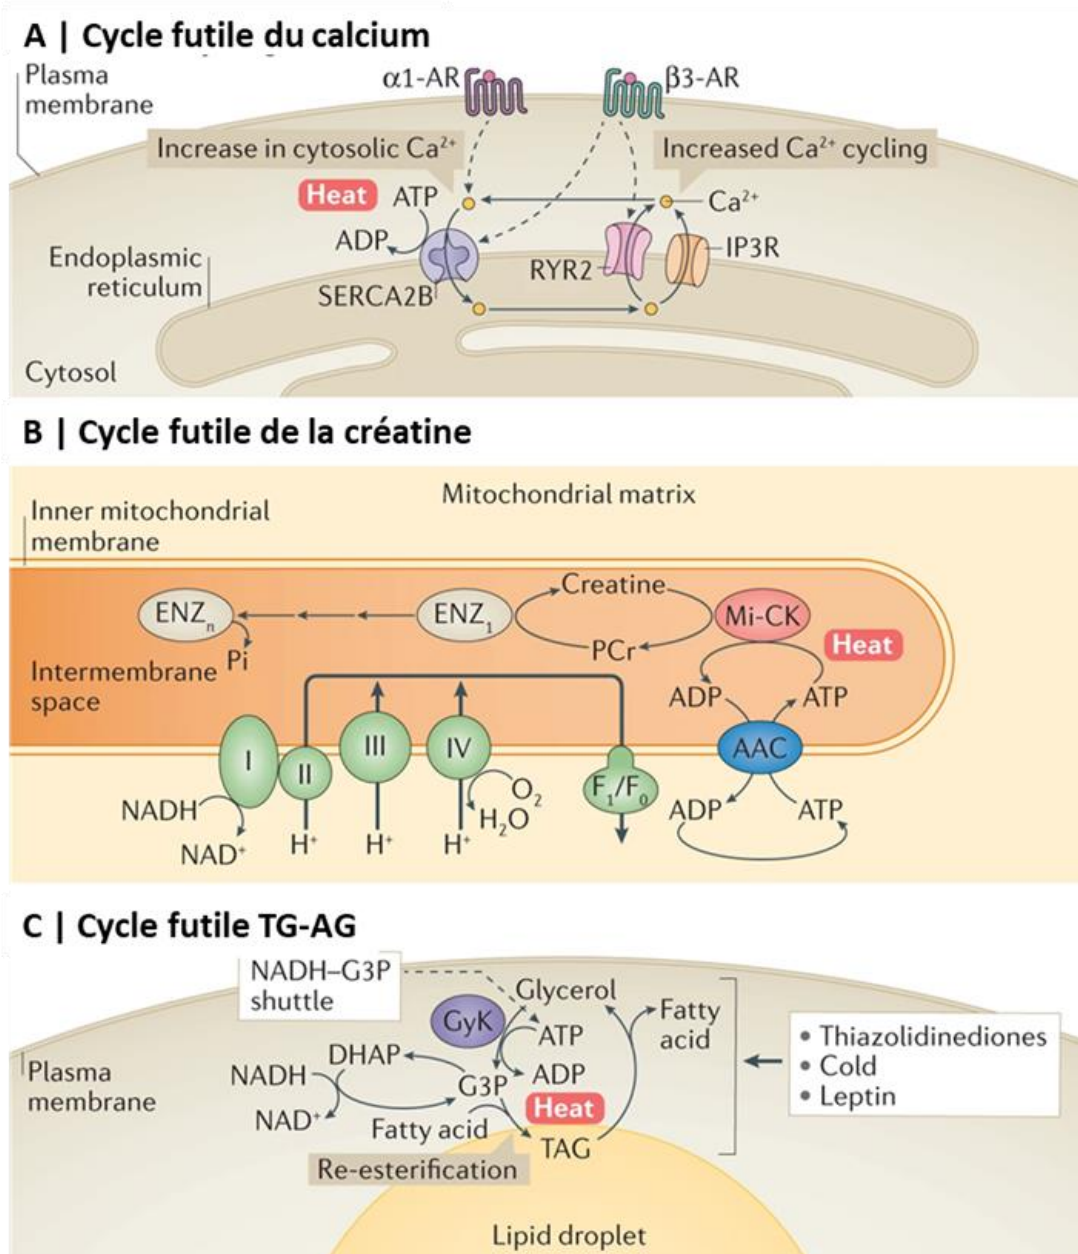 A | Cycle futile du calcium
Plasma
membrane
α1-AR
β3-AR
Increase in cytosolic Ca²⁺
Increased Ca²⁺ cycling
Heat
ATP
Ca²⁺
ADP
IP3R
Endoplasmic
reticulum
RYR2
SERCA2B
Cytosol
B | Cycle futile de la créatine
Mitochondrial matrix
Inner mitochondrial
membrane
Creatine
ENZₙ
ENZ₁
Mi-CK
Pi
PCr
Heat
Intermembrane
space
ADP
ATP
I
II
III
IV
F₁/F₀
AAC
NADH
NAD⁺
H⁺
H⁺
H⁺
O₂
H₂O
ADP
ATP
C | Cycle futile TG-AG
NADH–G3P
shuttle
Glycerol
GyK
Fatty
acid
ATP
• Thiazolidinediones
• Cold
• Leptin
Plasma
membrane
DHAP
NADH
G3P
ADP
NAD⁺
Heat
Fatty acid
TAG
Re-esterification
Lipid droplet